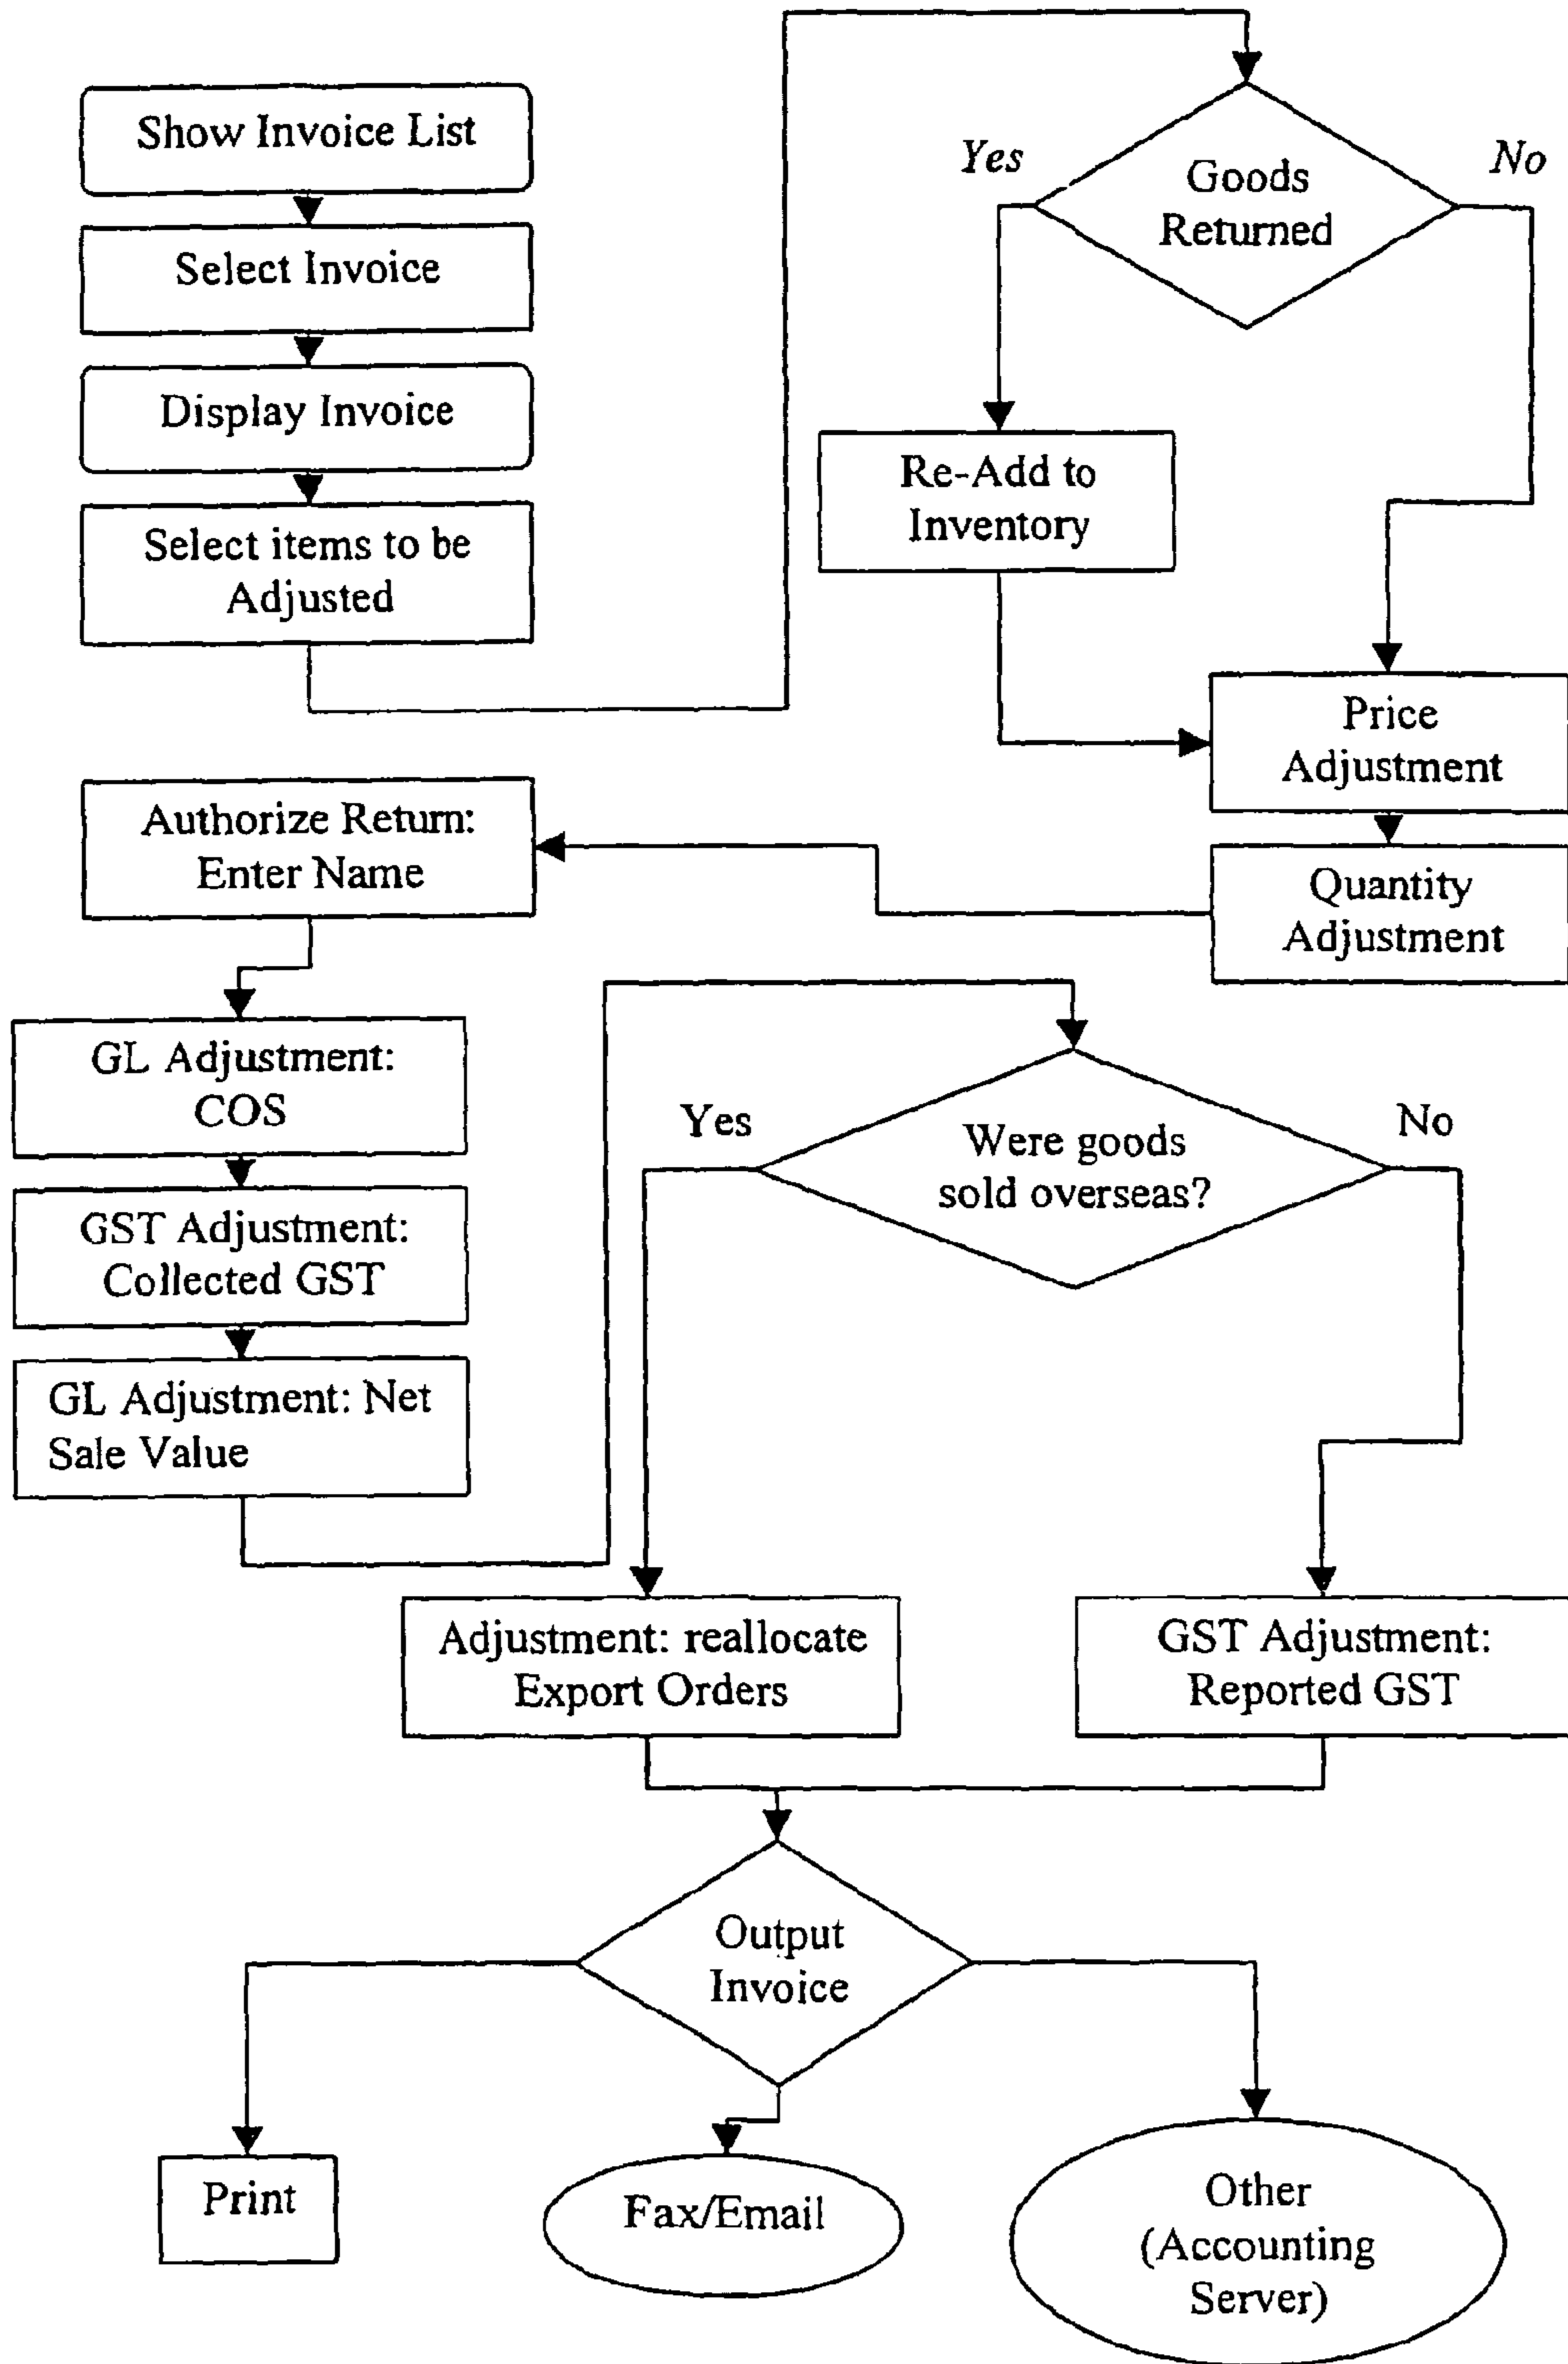 Show Invoice List
Select Invoice
Display Invoice
Select items to be
Adjusted
Yes
No
Goods
Returned
Re-Add to
Inventory
Price
Adjustment
Quantity
Adjustment
Authorize Return:
Enter Name
GL Adjustment:
COS
GST Adjustment:
Collected GST
GL Adjustment: Net
Sale Value
Yes
No
Were goods
sold overseas?
Adjustment: reallocate
Export Orders
GST Adjustment:
Reported GST
Output
Invoice
Print
Fax/Email
Other
(Accounting
Server)